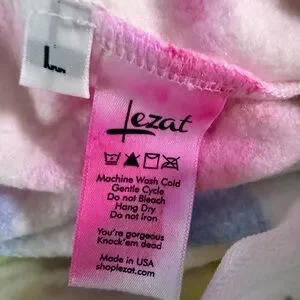 L
Lezat
Machine Wash Cold
Gentle Cycle
Do not Bleach
Hang Dry
Do not Iron
You're gorgeous
Knock'em dead
Made in USA
shoplezat.com